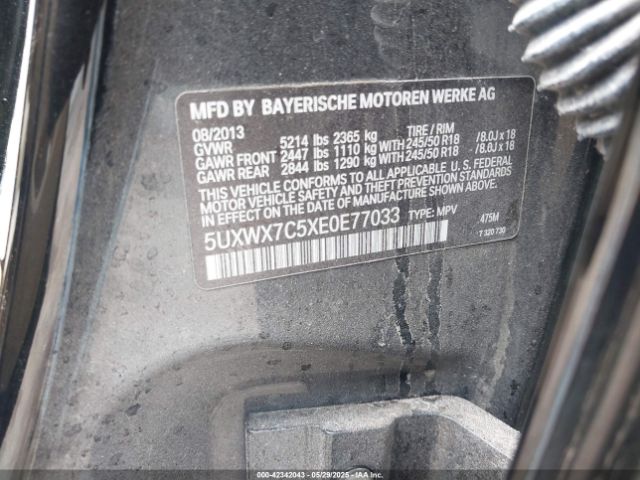 MFD BY BAYERISCHE MOTOREN WERKE AG
08/2013 TIRE / RIM
GVWR 5214 lbs 2365 kg
GAWR FRONT 2447 lbs 1110 kg WITH 245/50 R18 /8.0J x 18
GAWR REAR 2844 lbs 1290 kg WITH 245/50 R18 /8.0J x 18
THIS VEHICLE CONFORMS TO ALL APPLICABLE U. S. FEDERAL
MOTOR VEHICLE SAFETY AND THEFT PREVENTION STANDARDS IN
EFFECT ON THE DATE OF MANUFACTURE SHOWN ABOVE.
5UXWX7C5XE0E77033 TYPE: MPV 475M
7 320 730
000-42342043 - 05/29/2025 - IAAI.COM